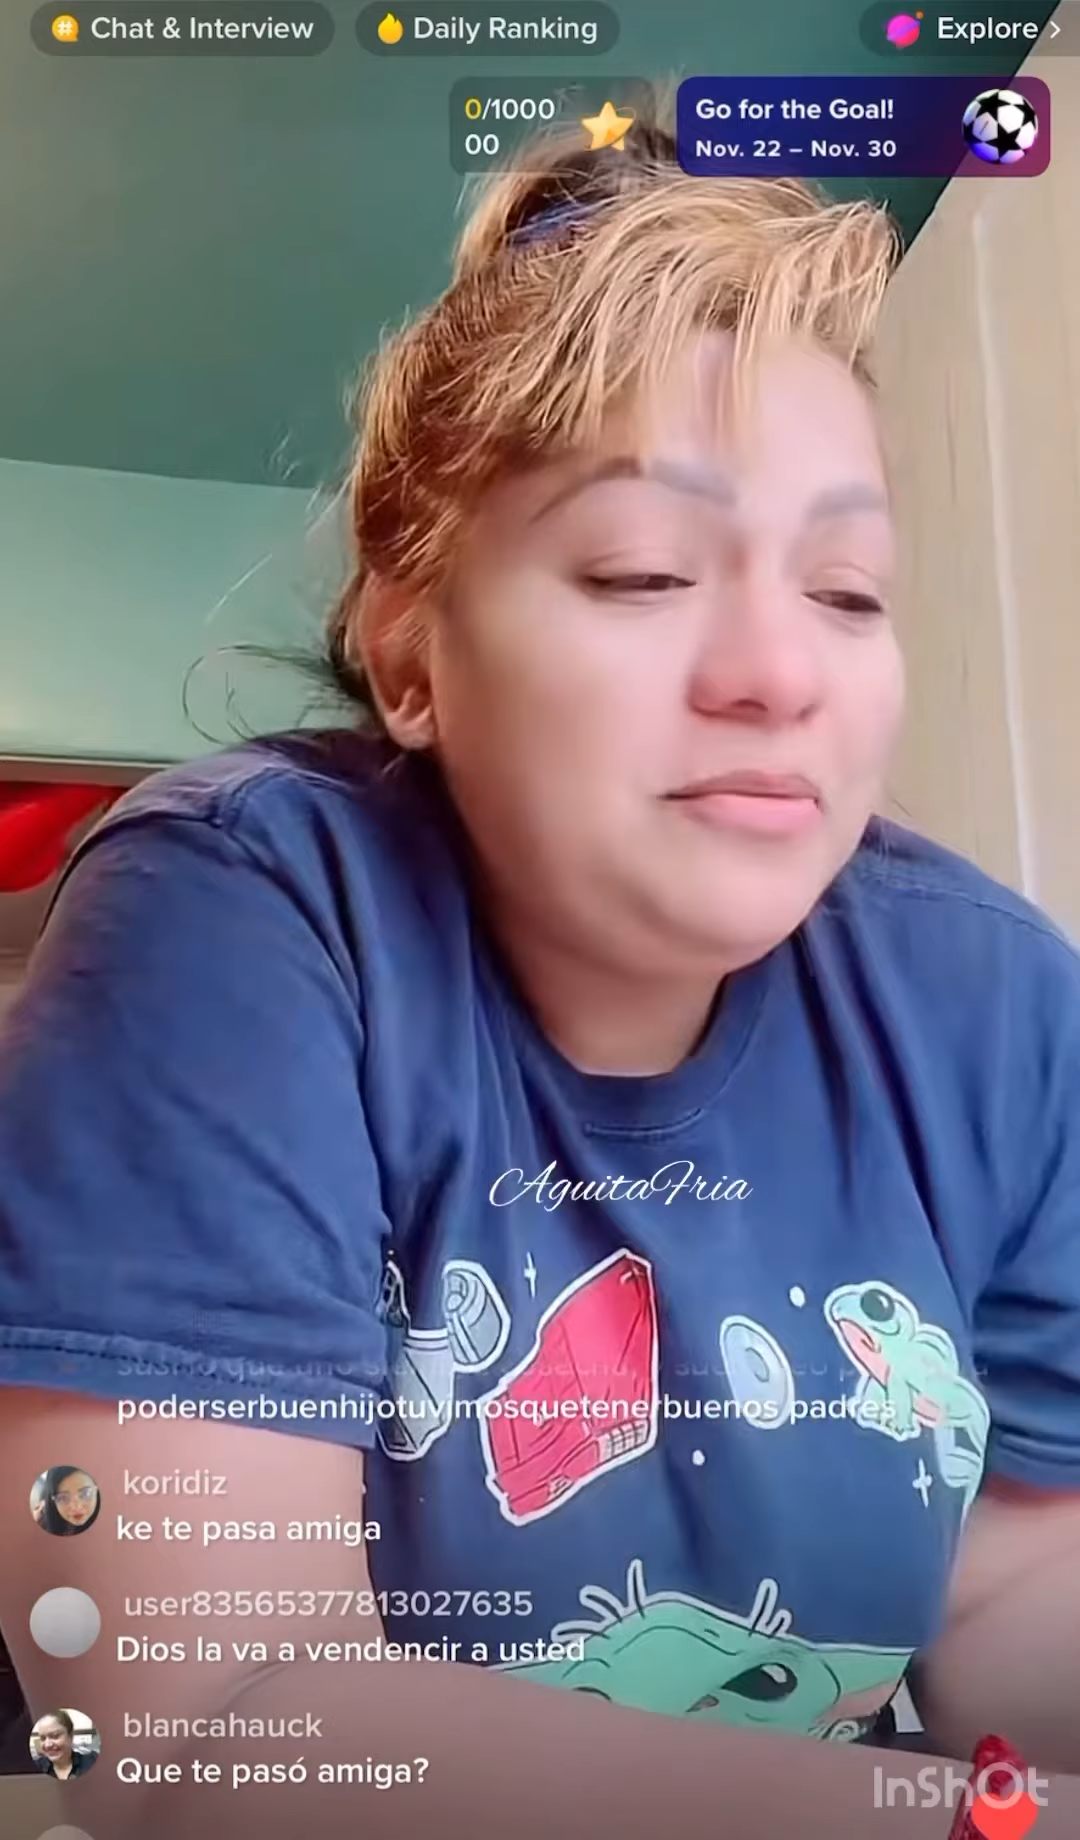 Chat & Interview
Daily Ranking
Explore >
0/1000
00
Go for the Goal!
Nov. 22 – Nov. 30
AguitaFria
poderserbuenhijotuvimosquetenerbuenos padres
koridiz
ke te pasa amiga
user83565377813027635
Dios la va a vendencir a usted
blancahauck
Que te pasó amiga?
InShOt